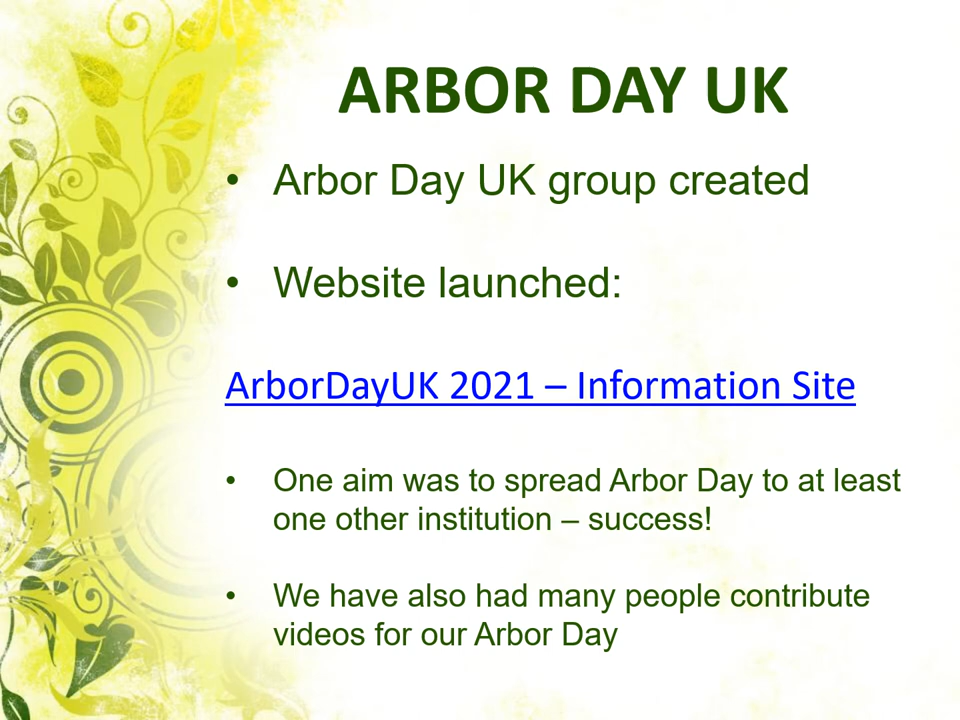 ARBOR DAY UK
• Arbor Day UK group created
• Website launched:
ArborDayUK 2021 – Information Site
• One aim was to spread Arbor Day to at least
one other institution – success!
• We have also had many people contribute
videos for our Arbor Day